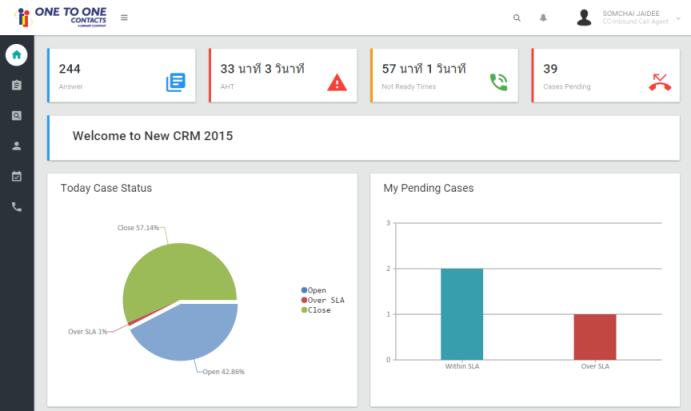 ONE TO ONE
CONTACTS
SOMCHAI JAIDEE
CC-Inbound Call Agent
244
Answer
33 นาที 3 วินาที
AHT
57 นาที 1 วินาที
Not Ready Times
39
Cases Pending
Welcome to New CRM 2015
Today Case Status
Close 57.14%
Over SLA 1%
Open 42.86%
Open
Over SLA
Close
My Pending Cases
3
2
1
0
Within SLA
Over SLA